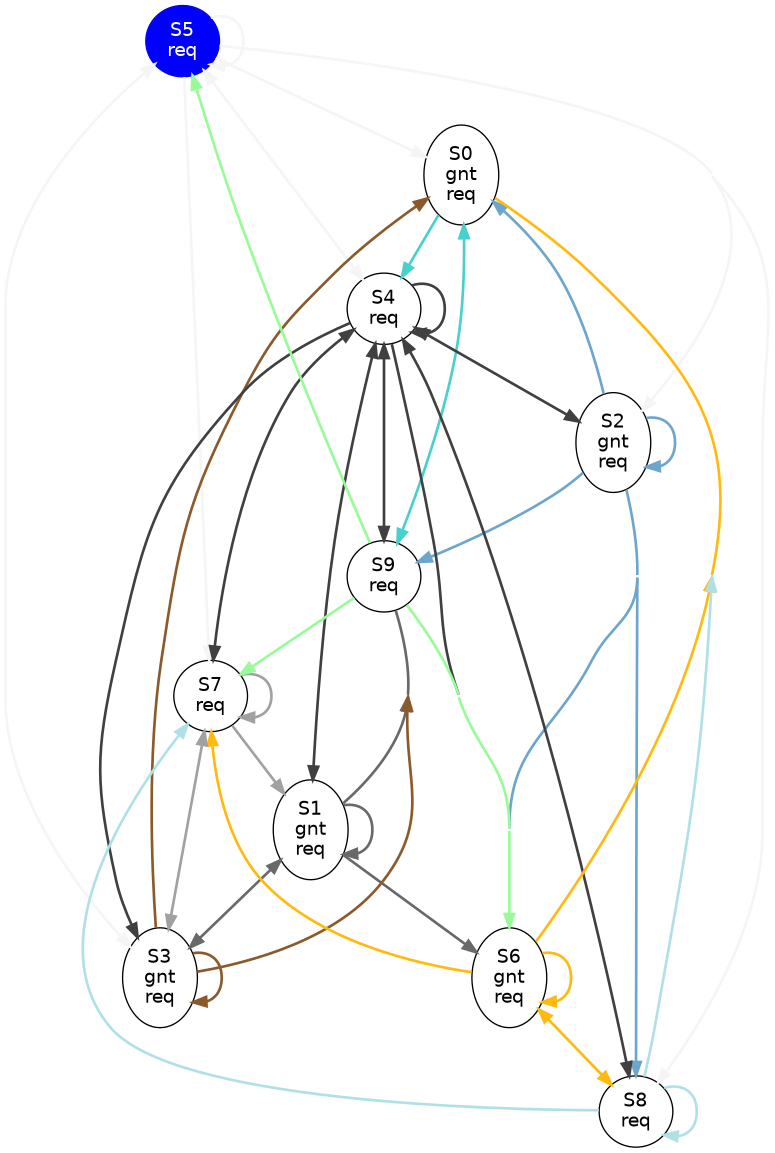 S5
req
S0
gnt
req
S4
req
S2
gnt
req
S9
req
S7
req
S1
gnt
req
S3
gnt
req
S6
gnt
req
S8
req